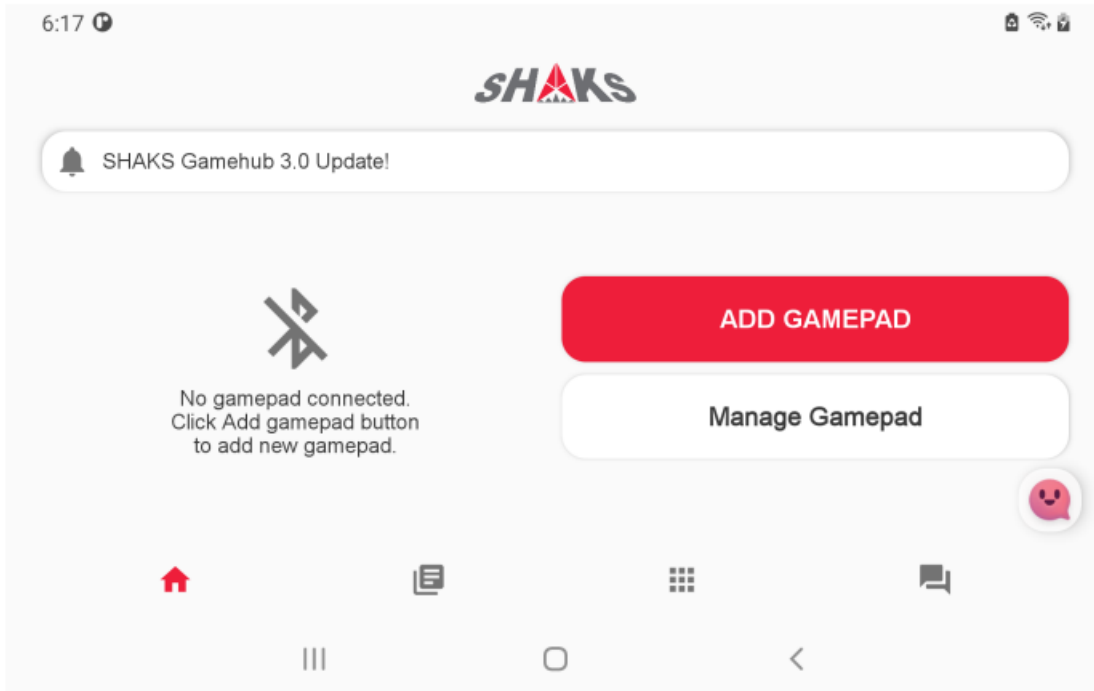 6:17
SHAKS
SHAKS Gamehub 3.0 Update!
ADD GAMEPAD
No gamepad connected.
Click Add gamepad button
to add new gamepad.
Manage Gamepad